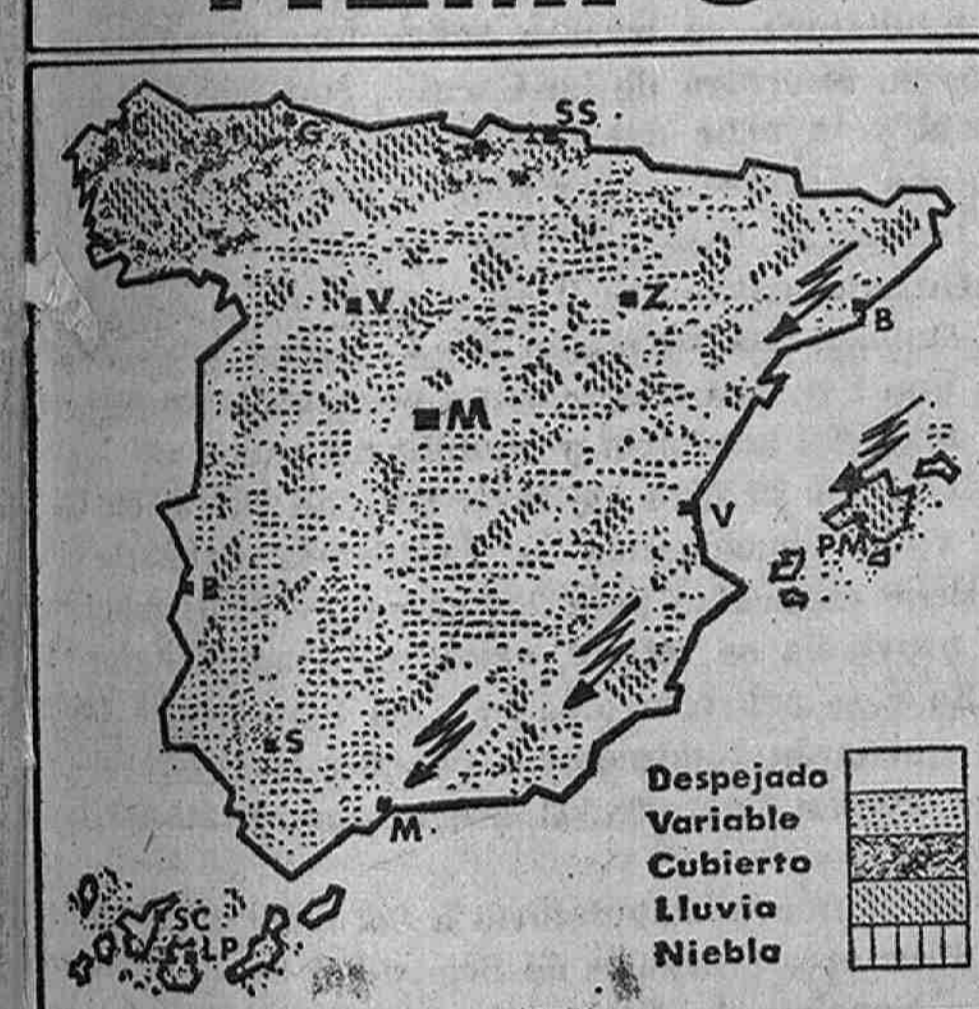 SS.
C
G
V
Z
B
M
V
PM
B
S
M.
SC
LP
Despejado
Variable
Cubierto
Lluvia
Niebla